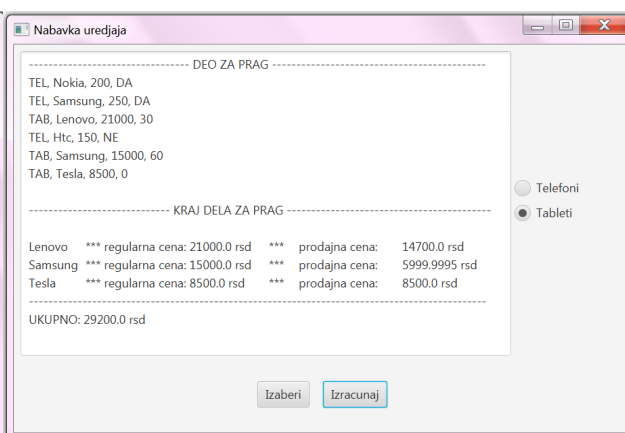 Nabavka uredjaja
-------------------------------- DEO ZA PRAG -------------------------------------------
TEL, Nokia, 200, DA
TEL, Samsung, 250, DA
TAB, Lenovo, 21000, 30
TEL, Htc, 150, NE
TAB, Samsung, 15000, 60
TAB, Tesla, 8500, 0
---------------------------- KRAJ DELA ZA PRAG -----------------------------------------
Lenovo *** regularna cena: 21000.0 rsd *** prodajna cena: 14700.0 rsd
Samsung *** regularna cena: 15000.0 rsd *** prodajna cena: 5999.9995 rsd
Tesla *** regularna cena: 8500.0 rsd *** prodajna cena: 8500.0 rsd
--------------------------------------------------------------------------------------------
UKUPNO: 29200.0 rsd
Telefoni
Tableti
Izaberi Izracunaj